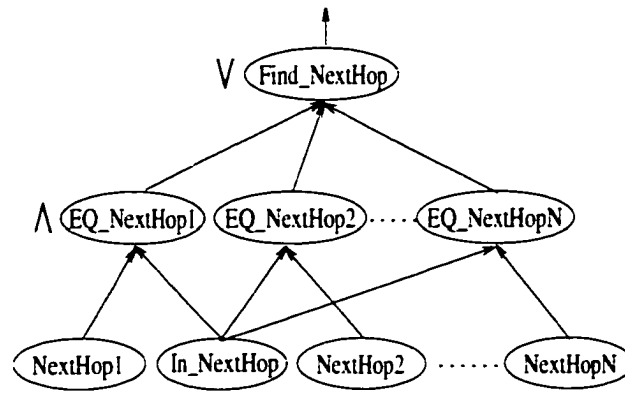 V Find_NextHop
Λ EQ_NextHop1 EQ_NextHop2 ...... EQ_NextHopN
NextHop1 In_NextHop NextHop2 ...... NextHopN